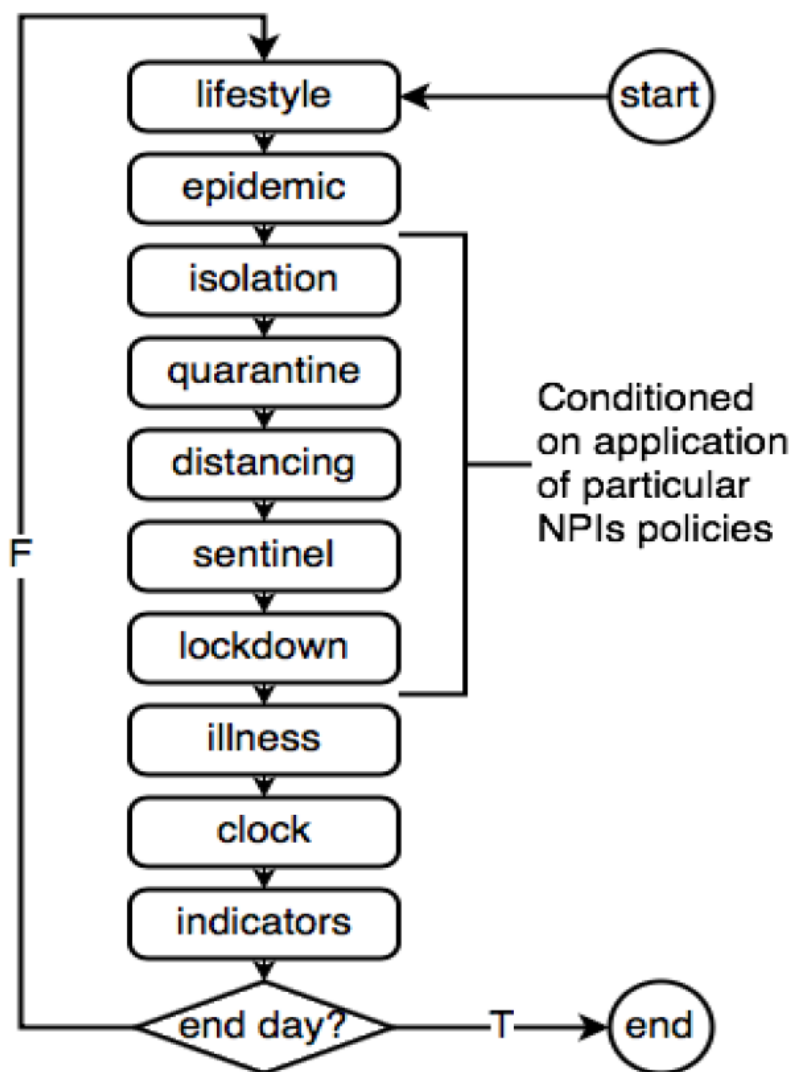 lifestyle
start
epidemic
isolation
quarantine
distancing
sentinel
lockdown
Conditioned
on application
of particular
NPIs policies
F
illness
clock
indicators
end day?
T
end